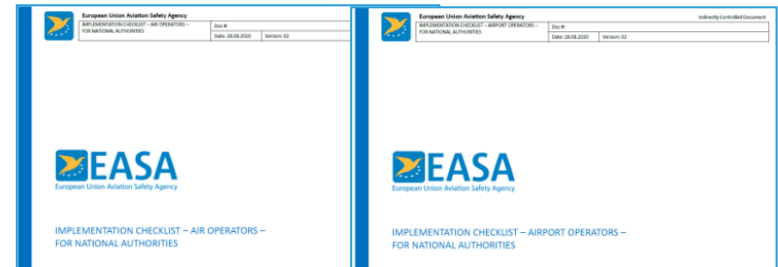 European Union Aviation Safety Agency
IMPLEMENTATION CHECKLIST – AIR OPERATORS –
FOR NATIONAL AUTHORITIES
Doc #:
Date: 28.08.2020
Version: 02
EASA
European Union Aviation Safety Agency
IMPLEMENTATION CHECKLIST – AIR OPERATORS –
FOR NATIONAL AUTHORITIES
European Union Aviation Safety Agency
Indirectly Controlled Document
IMPLEMENTATION CHECKLIST – AIRPORT OPERATORS –
FOR NATIONAL AUTHORITIES
Doc #:
Date: 28.08.2020
Version: 02
EASA
European Union Aviation Safety Agency
IMPLEMENTATION CHECKLIST – AIRPORT OPERATORS –
FOR NATIONAL AUTHORITIES